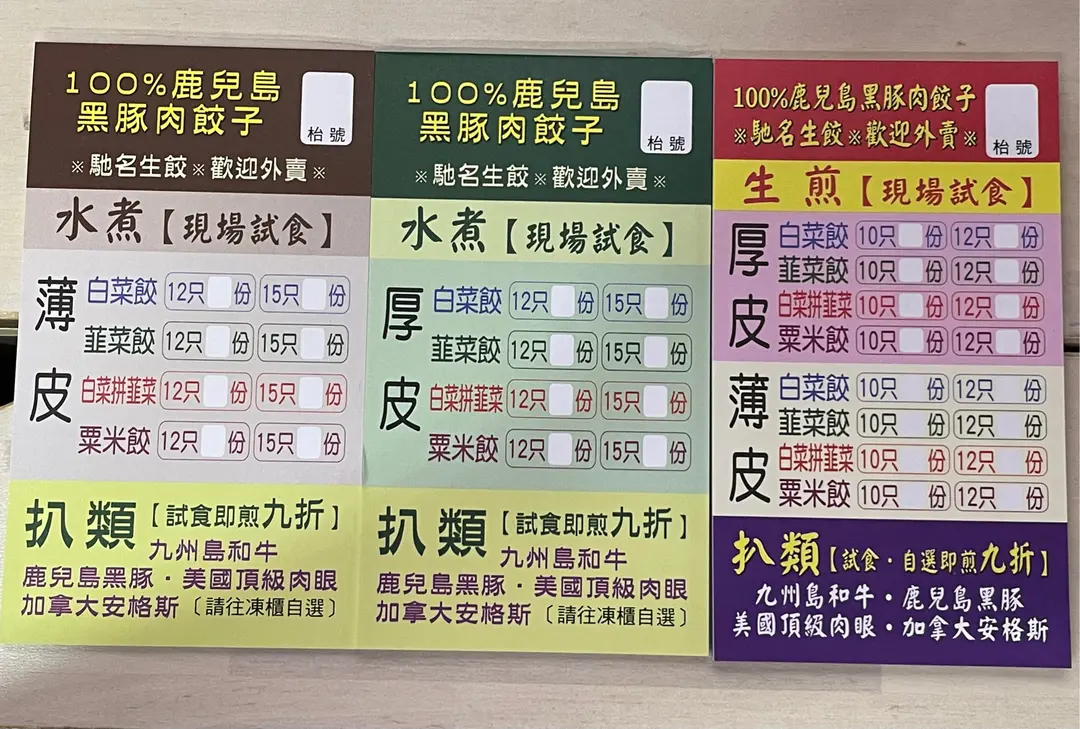 100%鹿兒島
黑豚肉餃子
枱號
※馳名生餃※歡迎外賣※
水煮【現場試食】
薄皮
白菜餃 12只 份 15只 份
韮菜餃 12只 份 15只 份
白菜拼韮菜 12只 份 15只 份
粟米餃 12只 份 15只 份
扒類【試食即煎九折】
九州島和牛
鹿兒島黑豚・美國頂級肉眼
加拿大安格斯〔請往凍櫃自選〕
100%鹿兒島
黑豚肉餃子
枱號
※馳名生餃※歡迎外賣※
水煮【現場試食】
厚皮
白菜餃 12只 份 15只 份
韮菜餃 12只 份 15只 份
白菜拼韮菜 12只 份 15只 份
粟米餃 12只 份 15只 份
扒類【試食即煎九折】
九州島和牛
鹿兒島黑豚・美國頂級肉眼
加拿大安格斯〔請往凍櫃自選〕
100%鹿兒島黑豚肉餃子
※馳名生餃※歡迎外賣※
枱號
生煎【現場試食】
厚皮
白菜餃 10只 份 12只 份
韮菜餃 10只 份 12只 份
白菜拼韮菜 10只 份 12只 份
粟米餃 10只 份 12只 份
薄皮
白菜餃 10只 份 12只 份
韮菜餃 10只 份 12只 份
白菜拼韮菜 10只 份 12只 份
粟米餃 10只 份 12只 份
扒類【試食・自選即煎九折】
九州島和牛・鹿兒島黑豚
美國頂級肉眼・加拿大安格斯